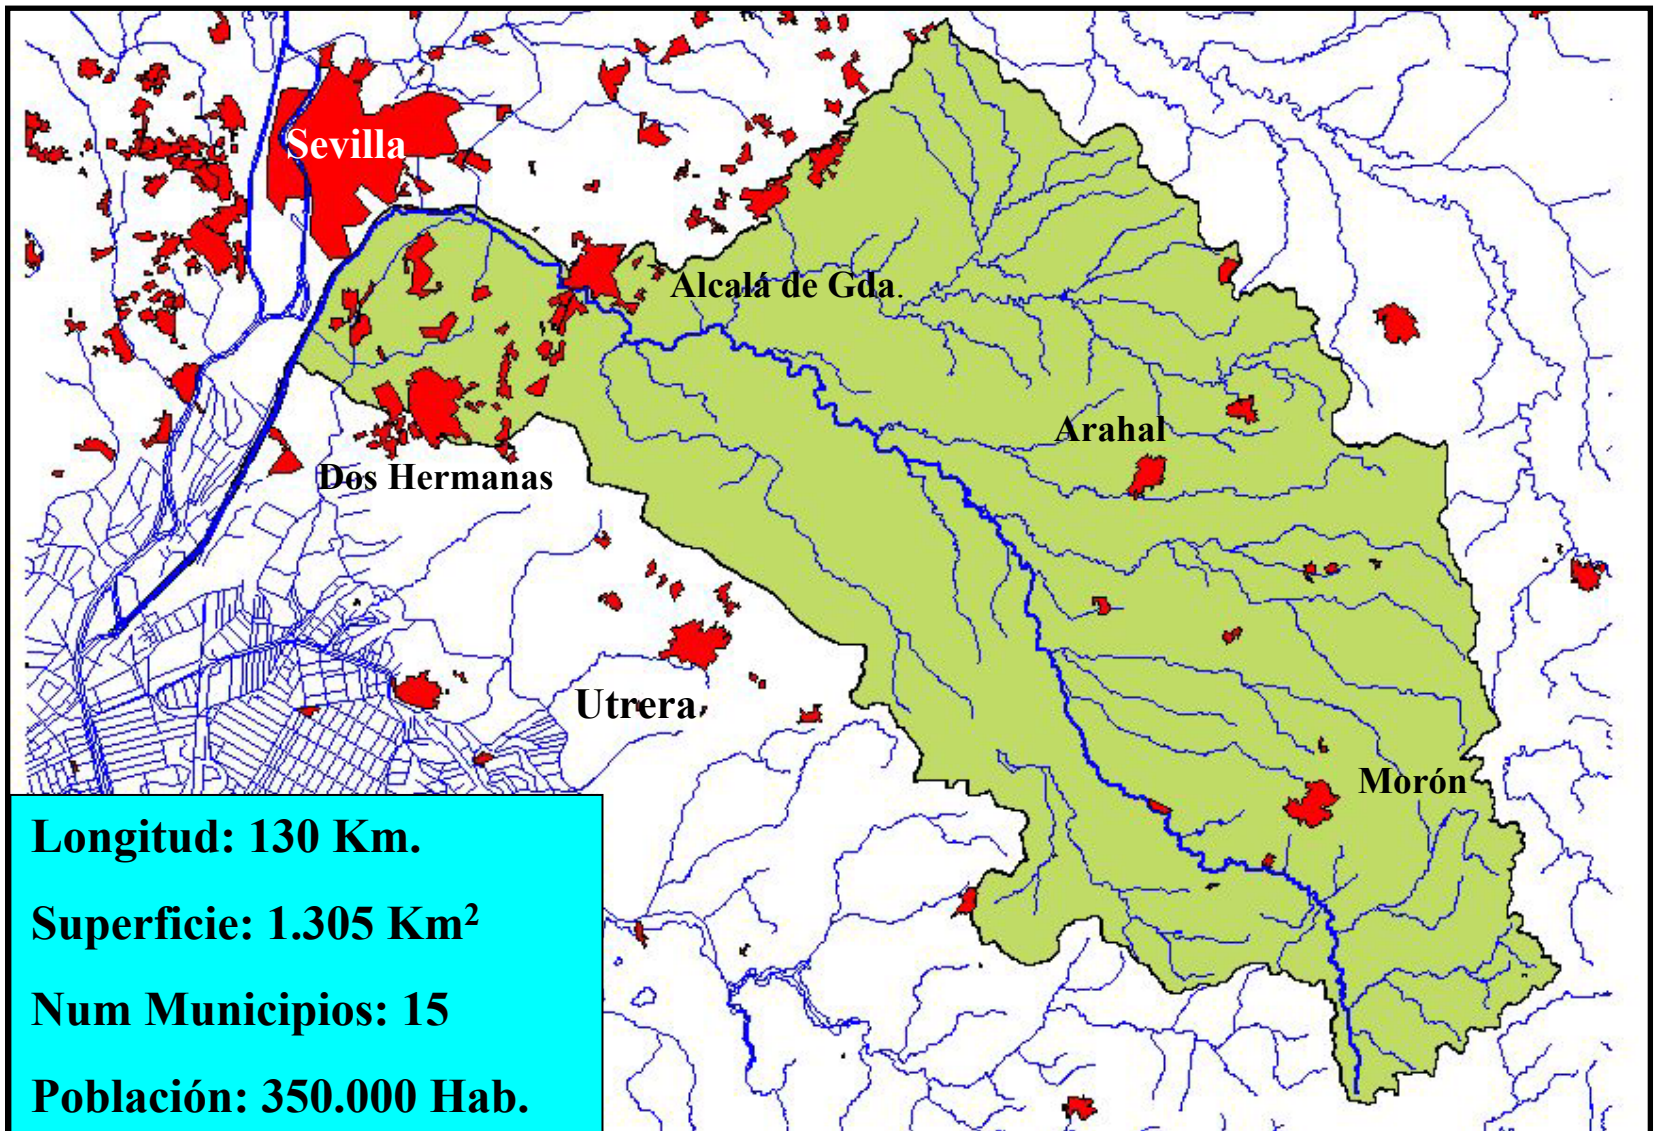 Sevilla
Alcalá de Gda.
Arahal
Dos Hermanas
Utrera
Morón
Longitud: 130 Km.
Superficie: 1.305 Km²
Num Municipios: 15
Población: 350.000 Hab.